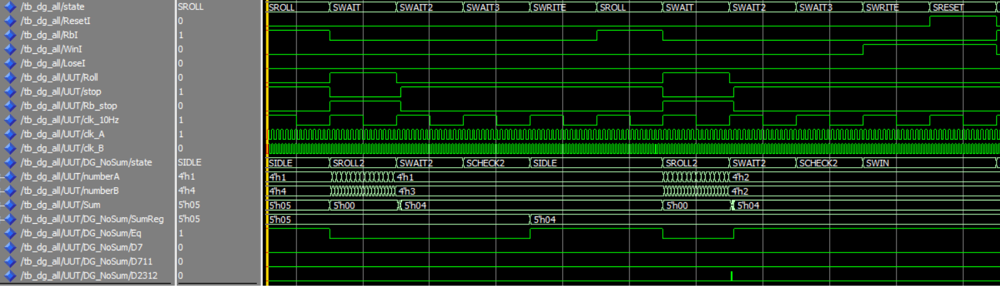 /tb_dg_all/state SROLL SROLL SWAIT SWAIT2 SWAIT3 SWRITE SROLL SWAIT SWAIT2 SWAIT3 SWRITE SRESET
/tb_dg_all/ResetI 0
/tb_dg_all/RbI 1
/tb_dg_all/WinI 0
/tb_dg_all/LoseI 0
/tb_dg_all/UUT/Roll 0
/tb_dg_all/UUT/stop 1
/tb_dg_all/UUT/Rb_stop 0
/tb_dg_all/UUT/clk_10Hz 1
/tb_dg_all/UUT/clk_A 1
/tb_dg_all/UUT/clk_B 0
/tb_dg_all/UUT/DG_NoSum/state SIDLE SIDLE SROLL2 SWAIT2 SCHECK2 SIDLE SROLL2 SWAIT2 SCHECK2 SWIN
/tb_dg_all/UUT/numberA 4'h1 4'h1 4'h1 4'h2
/tb_dg_all/UUT/numberB 4'h4 4'h4 4'h3 4'h2
/tb_dg_all/UUT/Sum 5'h05 5'h05 5'h00 5'h04 5'h00 5'h04
/tb_dg_all/UUT/DG_NoSum/SumReg 5'h05 5'h05 5'h04
/tb_dg_all/UUT/DG_NoSum/Eq 1
/tb_dg_all/UUT/DG_NoSum/D7 0
/tb_dg_all/UUT/DG_NoSum/D711 0
/tb_dg_all/UUT/DG_NoSum/D2312 0